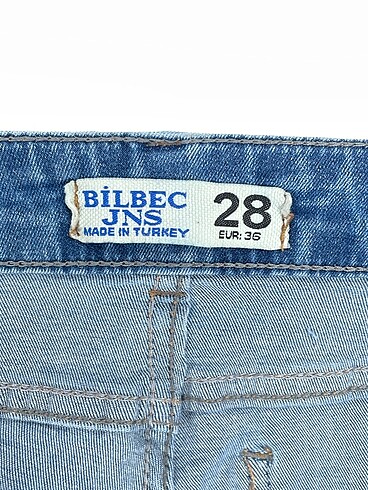 BİLBEC
JNS
MADE IN TURKEY
28
EUR: 36